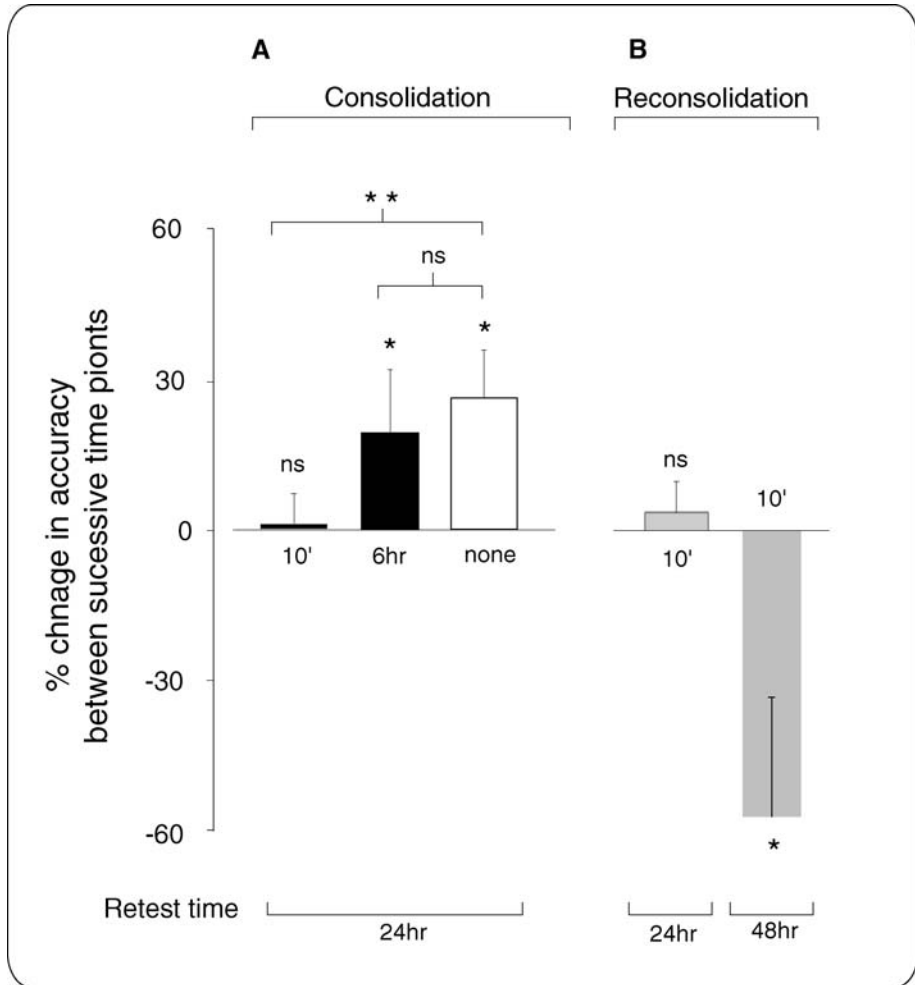 A
B
Consolidation
Reconsolidation
* *
ns
*
*
ns
ns
10'
60
30
0
-30
-60
% chnage in accuracy
between sucessive time pionts
10'
6hr
none
10'
*
Retest time
24hr
24hr
48hr